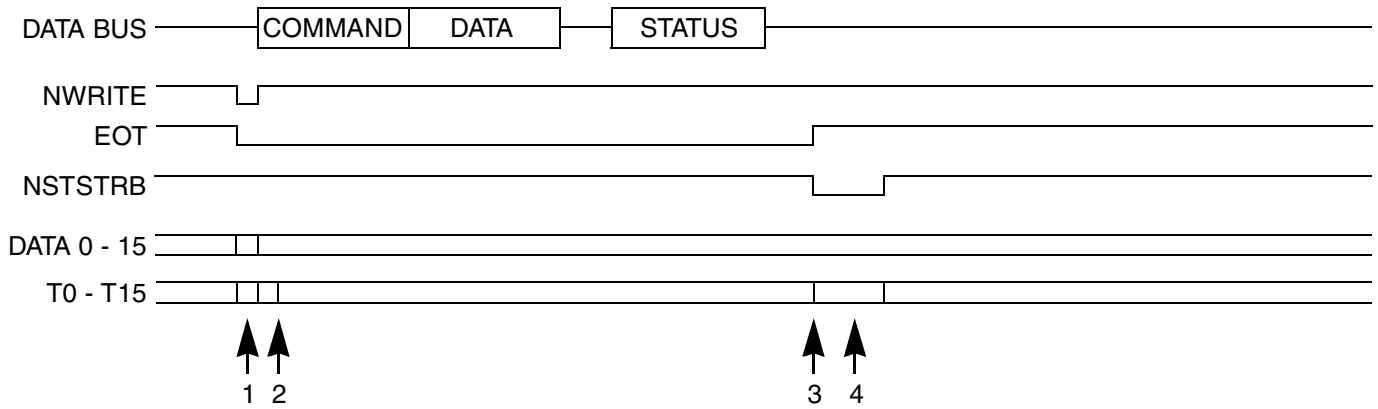 DATA BUS COMMAND DATA STATUS
NWRITE
EOT
NSTSTRB
DATA 0 - 15
T0 - T15
1 2 3 4